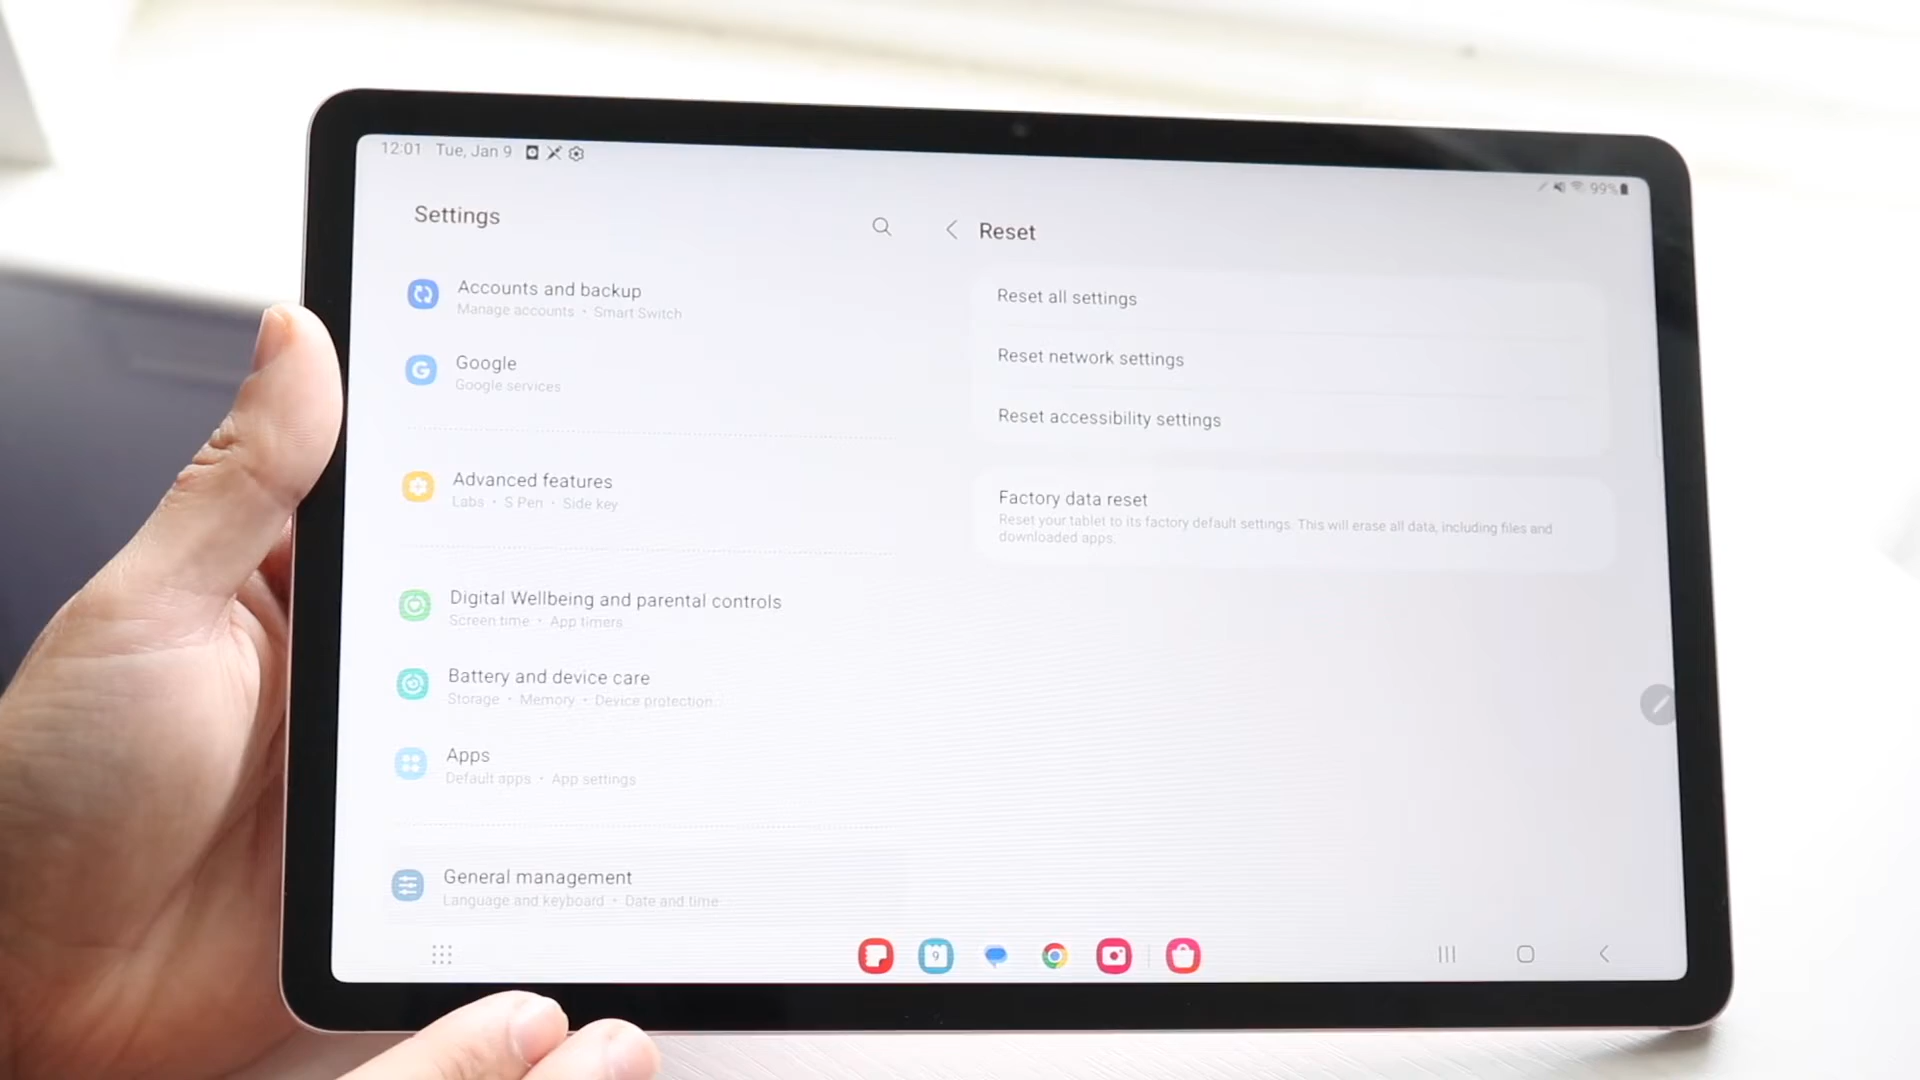 12:01 Tue, Jan 9
99%
Settings
Accounts and backup
Manage accounts • Smart Switch
Google
Google services
Advanced features
Labs • S Pen • Side key
Digital Wellbeing and parental controls
Screen time • App timers
Battery and device care
Storage • Memory • Device protection
Apps
Default apps • App settings
General management
Language and keyboard • Date and time
Reset
Reset all settings
Reset network settings
Reset accessibility settings
Factory data reset
Reset your tablet to its factory default settings. This will erase all data, including files and
downloaded apps.
9